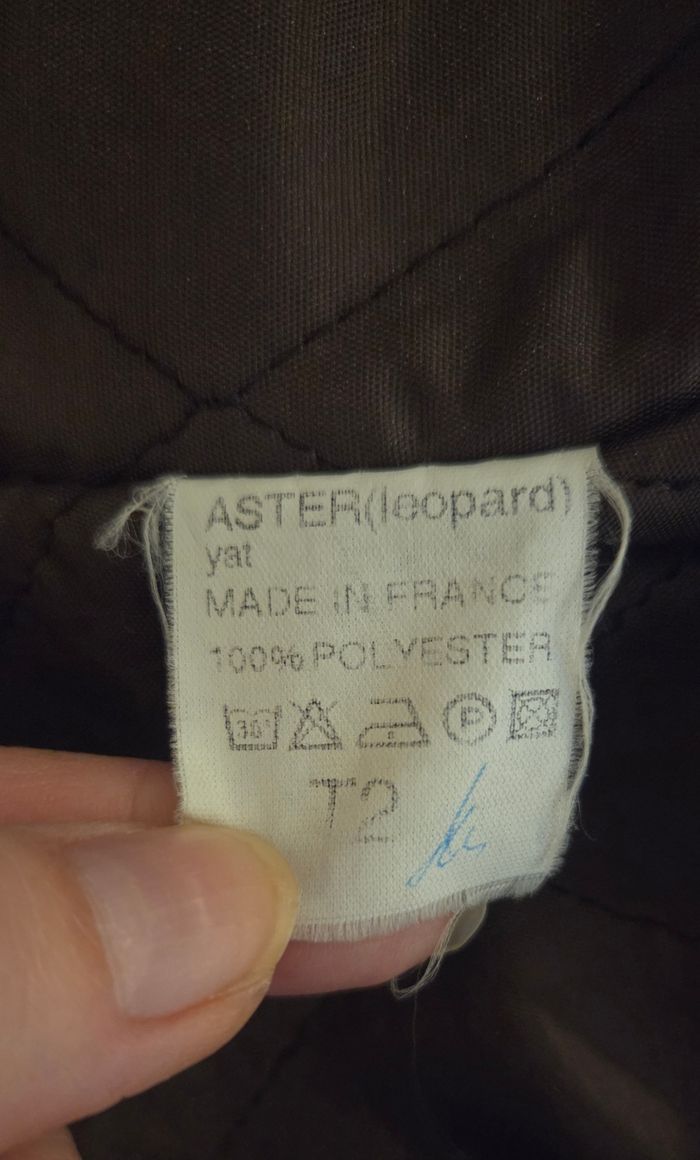 ASTER(leopard)
yat
MADE IN FRANCE
100% POLYESTER
30°
P
T2